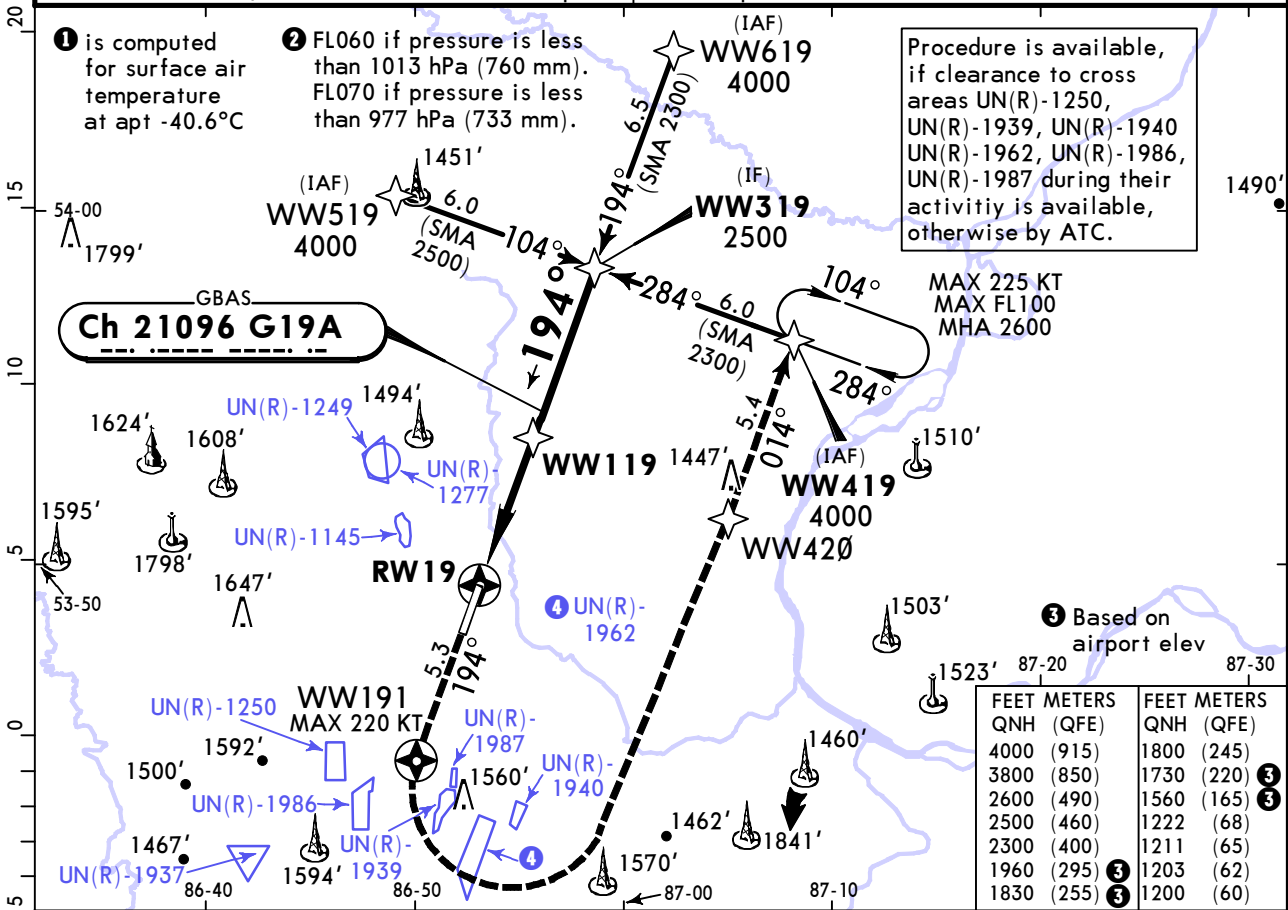 20
15
10
5
0
5
❶ is computed
for surface air
temperature
at apt -40.6°C
❷ FL060 if pressure is less
than 1013 hPa (760 mm).
FL070 if pressure is less
than 977 hPa (733 mm).
(IAF)
WW619
4000
6.5
(SMA 2300)
194°
Procedure is available,
if clearance to cross
areas UN(R)-1250,
UN(R)-1939, UN(R)-1940
UN(R)-1962, UN(R)-1986,
UN(R)-1987 during their
activitiy is available,
otherwise by ATC.
1490'
1451'
(IAF)
WW519
4000
6.0
(SMA
2500)
104°
(IF)
WW319
2500
54-00
1799'
GBAS
Ch 21096 G19A
194°
284°
6.0
(SMA
2300)
104°
284°
MAX 225 KT
MAX FL100
MHA 2600
1494'
UN(R)-1249
1624'
1608'
UN(R)-
1277
WW119
1447'
5.4
014°
(IAF)
WW419
4000
1510'
WW420
1595'
1798'
UN(R)-1145
53-50
1647'
RW19
❹ UN(R)-
1962
1503'
❸ Based on
airport elev
87-20
87-30
1523'
5.3
194°
WW191
MAX 220 KT
UN(R)-1250
1592'
1500'
UN(R)-
1987
1560'
UN(R)-
1940
1460'
1841'
UN(R)-1986
UN(R)-
1939
1467'
UN(R)-1937
1594'
❹
1462'
1570'
86-40
86-50
87-00
87-10
FEET METERS FEET METERS
QNH (QFE) QNH (QFE)
4000 (915) 1800 (245)
3800 (850) 1730 (220) ❸
2600 (490) 1560 (165) ❸
2500 (460) 1222 (68)
2300 (400) 1211 (65)
1960 (295) ❸ 1203 (62)
1830 (255) ❸ 1200 (60)